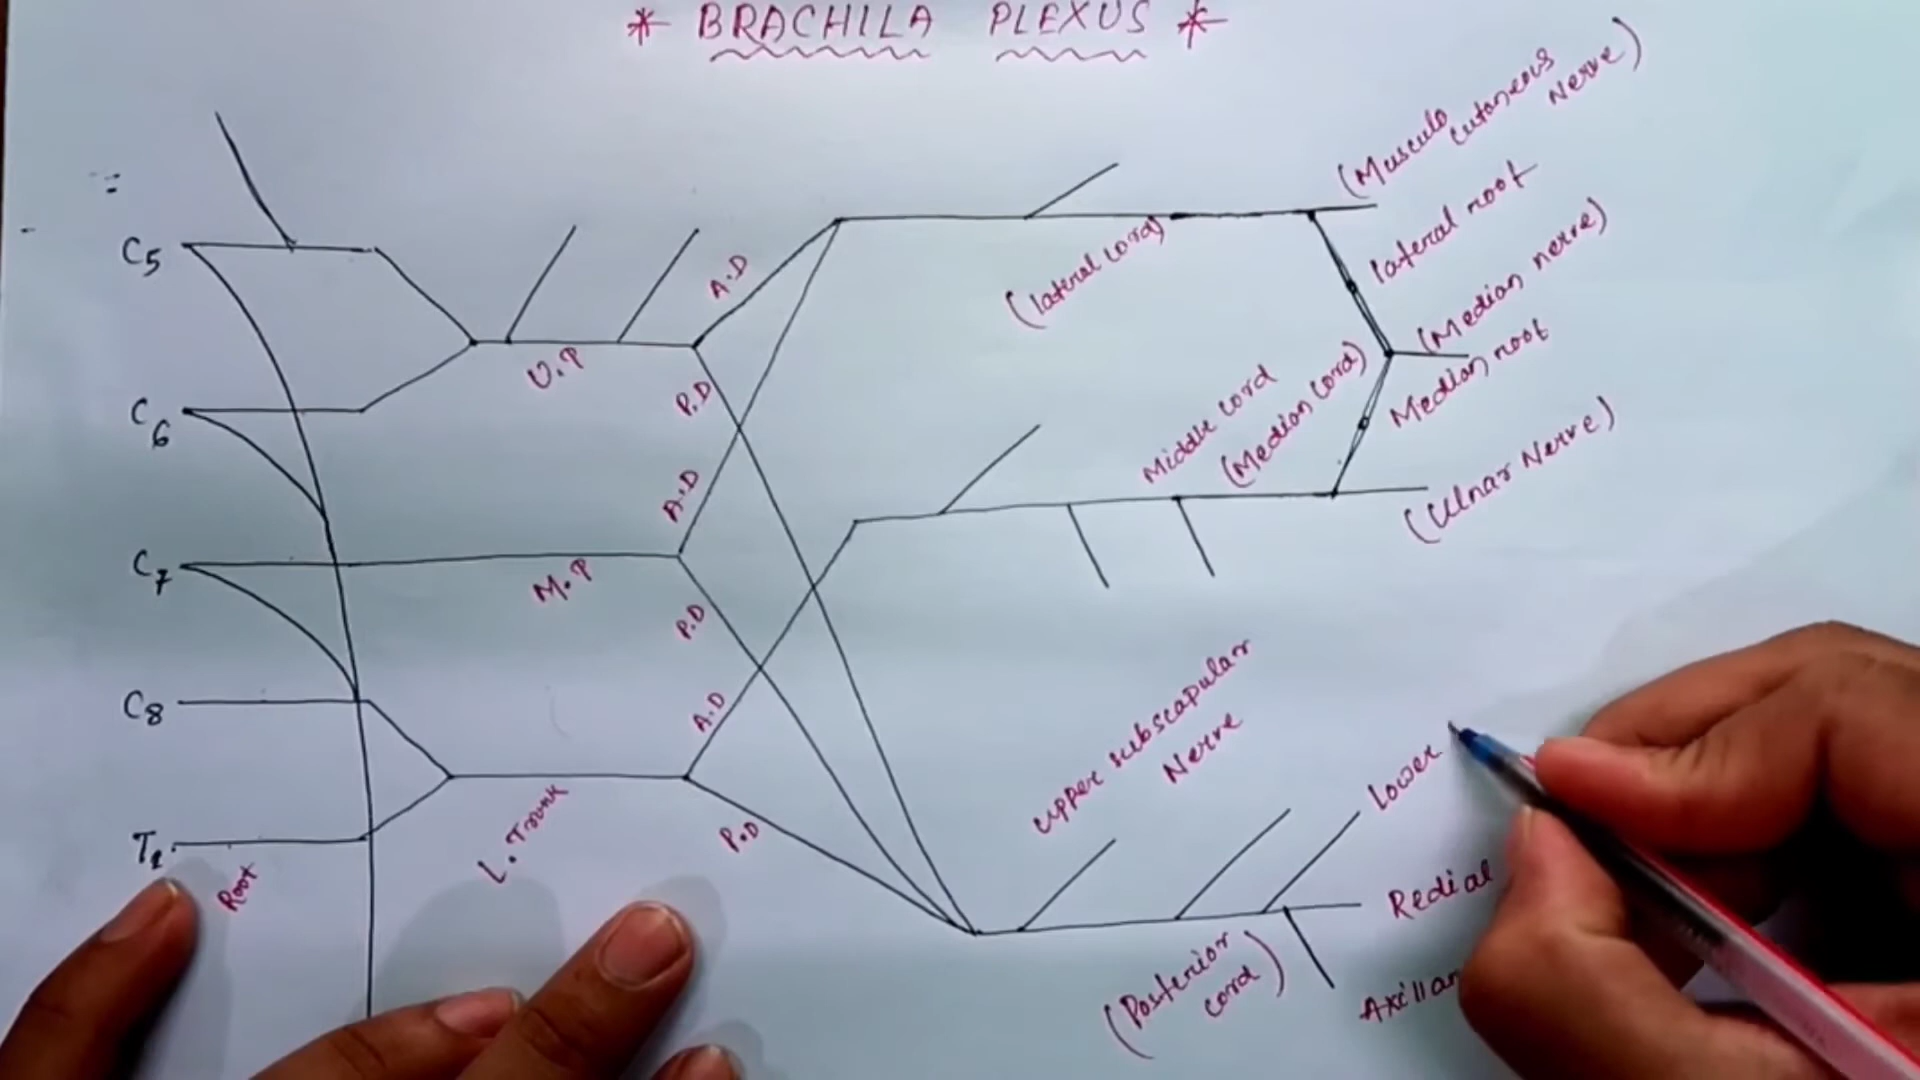 * BRACHILA PLEXUS *
(Musculo
cutaneous
Nerve)
lateral root
(Median nerve)
Median root
(Ulnar Nerve)
C5
C6
C7
C8
T1
Root
U.P
M.P
L. Trunk
A.D
P.D
A.D
P.D
A.D
P.D
(lateral cord)
Middle cord
(Median cord)
upper subscapular
Nerve
Lower
Redial
Axillar
(Posterior
cord)